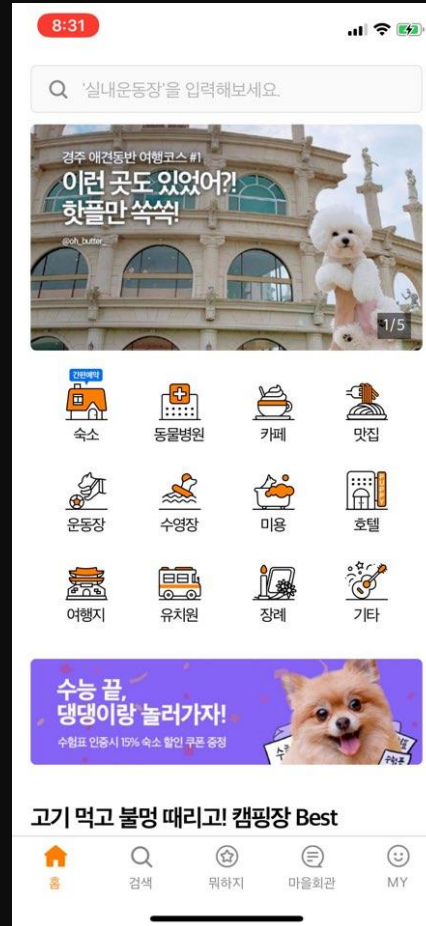 8:31
'실내운동장'을 입력해보세요.
경주 애견동반 여행코스 #1
이런 곳도 있었어?!
핫플만 쏙쏙!
@oh_butter_
1/5
간편예약
숙소 동물병원 카페 맛집
PUPPY
운동장 수영장 미용 호텔
여행지 유치원 장례 기타
수능 끝,
댕댕이랑 놀러가자!
수험표 인증시 15% 숙소 할인 쿠폰 증정
고기 먹고 불멍 때리고! 캠핑장 Best
홈 검색 뭐하지 마을회관 MY